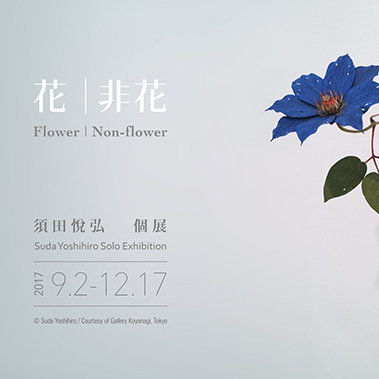 花｜非花
Flower | Non-flower
須田悅弘 個展
Suda Yoshihiro Solo Exhibition
2017 9.2-12.17
© Suda Yoshihiro / Courtesy of Gallery Koyanagi, Tokyo